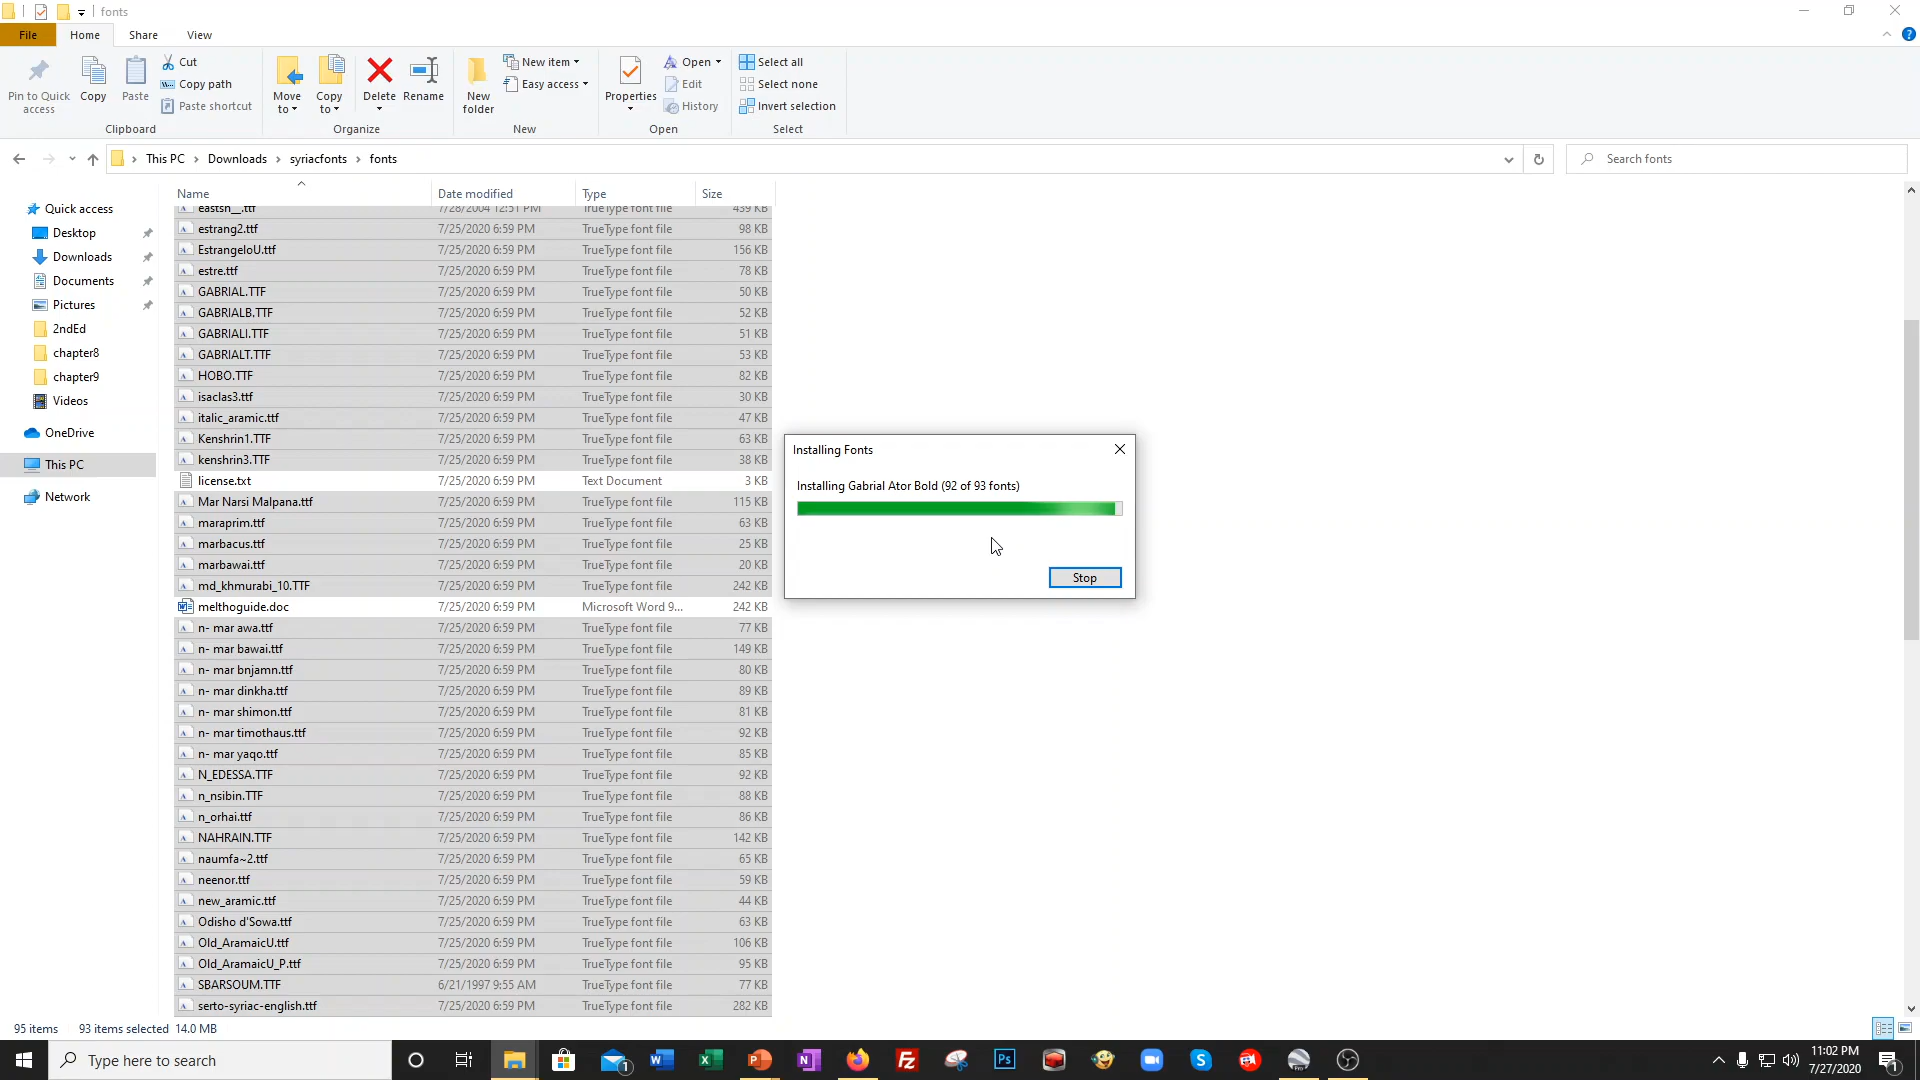 fonts
File Home Share View
Pin to Quick access
Copy
Paste
Cut
Copy path
Paste shortcut
Clipboard
Move to
Copy to
Delete
Rename
Organize
New folder
New item
Easy access
New
Properties
Open
Edit
History
Open
Select all
Select none
Invert selection
Select
This PC › Downloads › syriacfonts › fonts
Search fonts
Quick access
Desktop
Downloads
Documents
Pictures
2ndEd
chapter8
chapter9
Videos
OneDrive
This PC
Network
Name Date modified Type Size
eastsn__.ttf 7/28/2004 12:51 PM TrueType font file 439 KB
estrang2.ttf 7/25/2020 6:59 PM TrueType font file 98 KB
EstrangeloU.ttf 7/25/2020 6:59 PM TrueType font file 156 KB
estre.ttf 7/25/2020 6:59 PM TrueType font file 78 KB
GABRIAL.TTF 7/25/2020 6:59 PM TrueType font file 50 KB
GABRIALB.TTF 7/25/2020 6:59 PM TrueType font file 52 KB
GABRIALI.TTF 7/25/2020 6:59 PM TrueType font file 51 KB
GABRIALT.TTF 7/25/2020 6:59 PM TrueType font file 53 KB
HOBO.TTF 7/25/2020 6:59 PM TrueType font file 82 KB
isaclas3.ttf 7/25/2020 6:59 PM TrueType font file 30 KB
italic_aramic.ttf 7/25/2020 6:59 PM TrueType font file 47 KB
Kenshrin1.TTF 7/25/2020 6:59 PM TrueType font file 63 KB
kenshrin3.TTF 7/25/2020 6:59 PM TrueType font file 38 KB
license.txt 7/25/2020 6:59 PM Text Document 3 KB
Mar Narsi Malpana.ttf 7/25/2020 6:59 PM TrueType font file 115 KB
maraprim.ttf 7/25/2020 6:59 PM TrueType font file 63 KB
marbacus.ttf 7/25/2020 6:59 PM TrueType font file 25 KB
marbawai.ttf 7/25/2020 6:59 PM TrueType font file 20 KB
md_khmurabi_10.TTF 7/25/2020 6:59 PM TrueType font file 242 KB
melthoguide.doc 7/25/2020 6:59 PM Microsoft Word 9... 242 KB
n- mar awa.ttf 7/25/2020 6:59 PM TrueType font file 77 KB
n- mar bawai.ttf 7/25/2020 6:59 PM TrueType font file 149 KB
n- mar bnjamn.ttf 7/25/2020 6:59 PM TrueType font file 80 KB
n- mar dinkha.ttf 7/25/2020 6:59 PM TrueType font file 89 KB
n- mar shimon.ttf 7/25/2020 6:59 PM TrueType font file 81 KB
n- mar timothaus.ttf 7/25/2020 6:59 PM TrueType font file 92 KB
n- mar yaqo.ttf 7/25/2020 6:59 PM TrueType font file 85 KB
N_EDESSA.TTF 7/25/2020 6:59 PM TrueType font file 92 KB
n_nsibin.TTF 7/25/2020 6:59 PM TrueType font file 88 KB
n_orhai.ttf 7/25/2020 6:59 PM TrueType font file 86 KB
NAHRAIN.TTF 7/25/2020 6:59 PM TrueType font file 142 KB
naumfa~2.ttf 7/25/2020 6:59 PM TrueType font file 65 KB
neenor.ttf 7/25/2020 6:59 PM TrueType font file 59 KB
new_aramic.ttf 7/25/2020 6:59 PM TrueType font file 44 KB
Odisho d'Sowa.ttf 7/25/2020 6:59 PM TrueType font file 63 KB
Old_AramaicU.ttf 7/25/2020 6:59 PM TrueType font file 106 KB
Old_AramaicU_P.ttf 7/25/2020 6:59 PM TrueType font file 95 KB
SBARSOUM.TTF 6/21/1997 9:55 AM TrueType font file 77 KB
serto-syriac-english.ttf 7/25/2020 6:59 PM TrueType font file 282 KB
Installing Fonts
Installing Gabrial Ator Bold (92 of 93 fonts)
Stop
95 items 93 items selected 14.0 MB
Type here to search
11:02 PM
7/27/2020